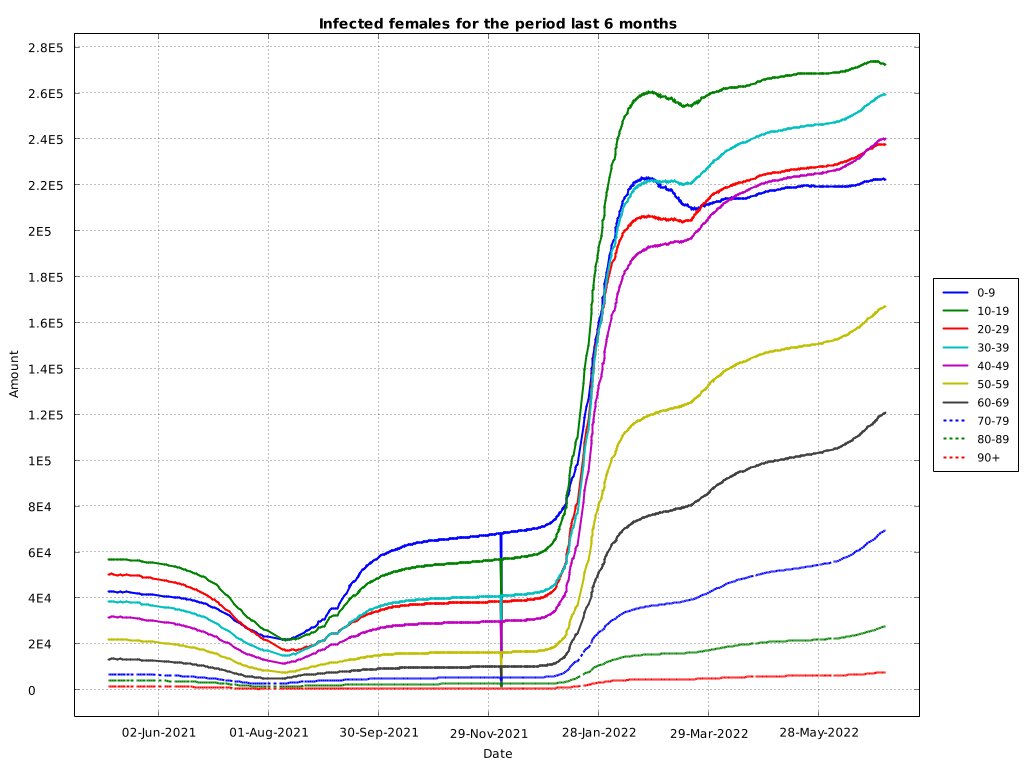 Infected females for the period last 6 months
2.8E5
2.6E5
2.4E5
2.2E5
2E5
1.8E5
1.6E5
1.4E5
1.2E5
1E5
8E4
6E4
4E4
2E4
0
Amount
02-Jun-2021 01-Aug-2021 30-Sep-2021 29-Nov-2021 28-Jan-2022 29-Mar-2022 28-May-2022
Date
0-9
10-19
20-29
30-39
40-49
50-59
60-69
70-79
80-89
90+